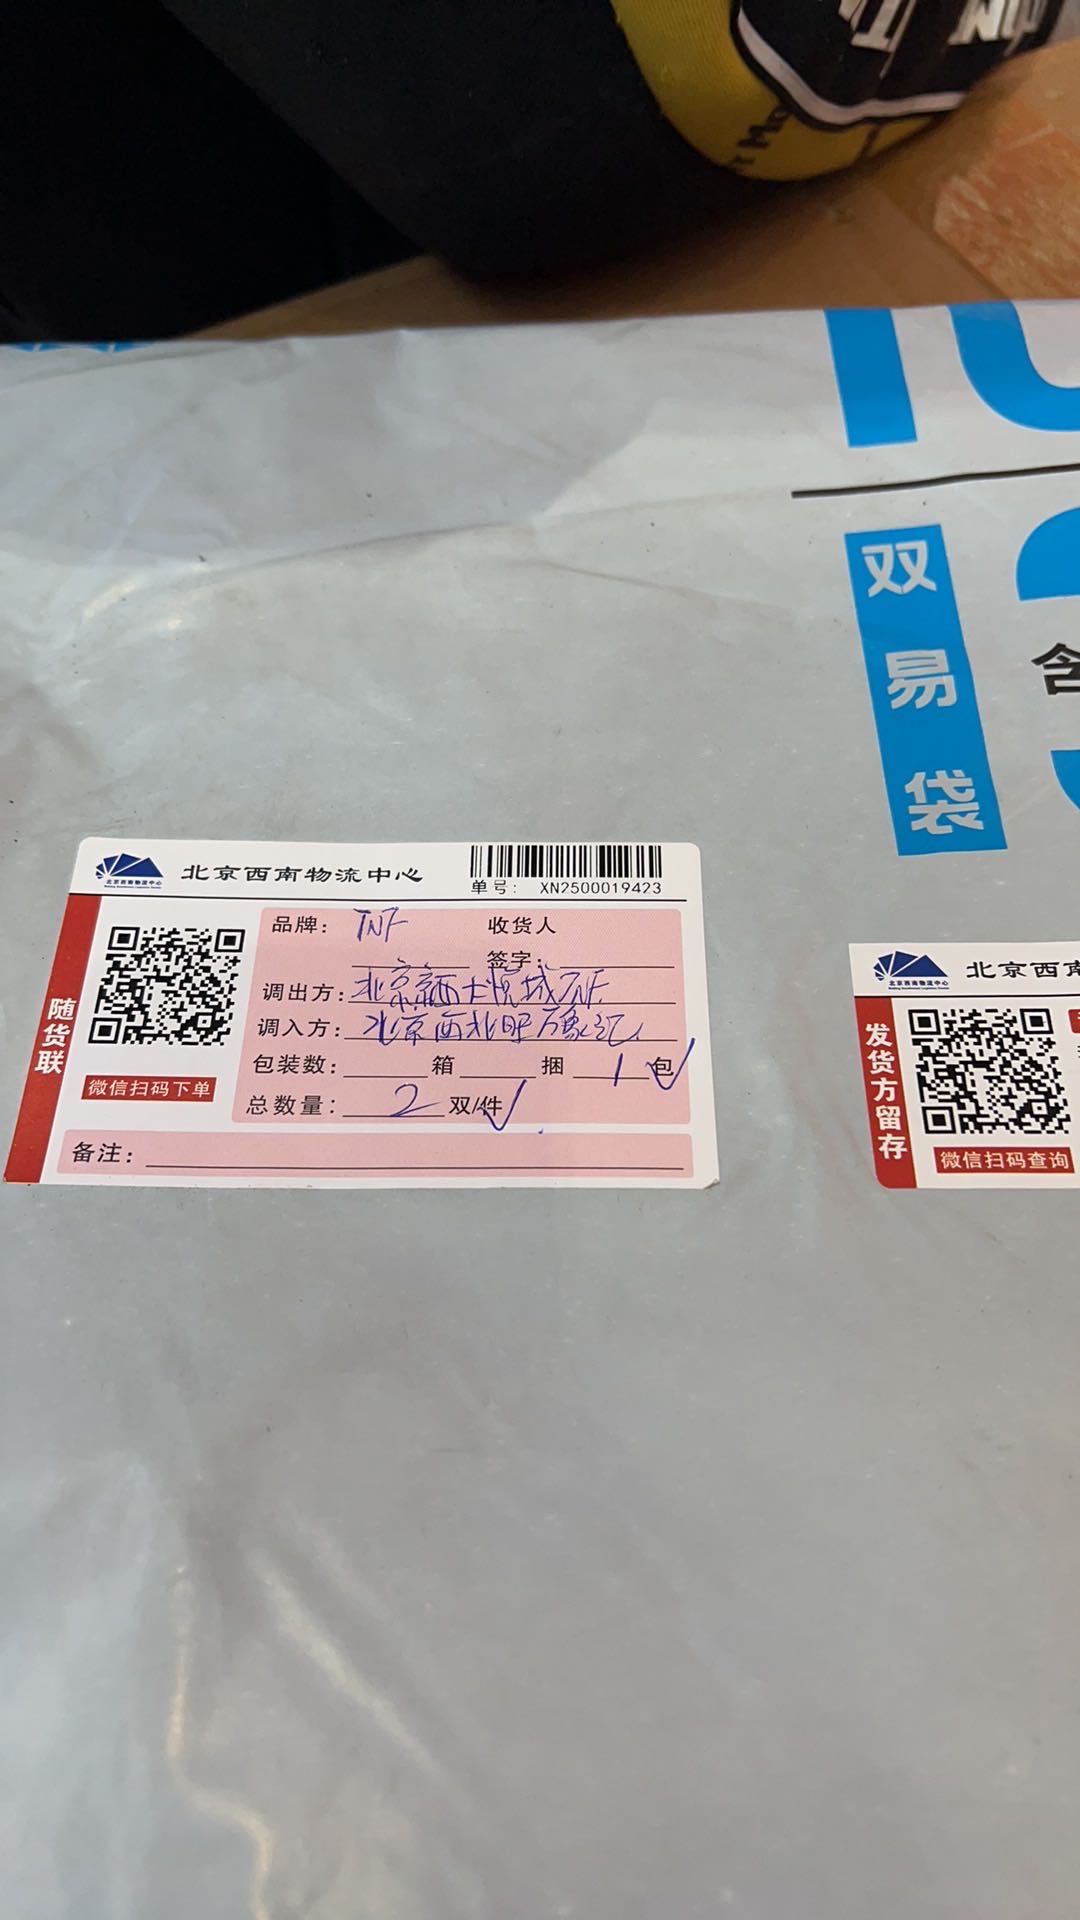 双
易
袋
含
北京西南物流中心
单号: XN2500019423
品牌: TNF 收货人
签字:
调出方: 北京京西大悦城TNF
调入方: 北京西北旺万象汇
包装数: 箱 捆 1 包
总数量: 2 双/件
备注:
随货联
微信扫码下单
北京西南
发货方留存
微信扫码查询